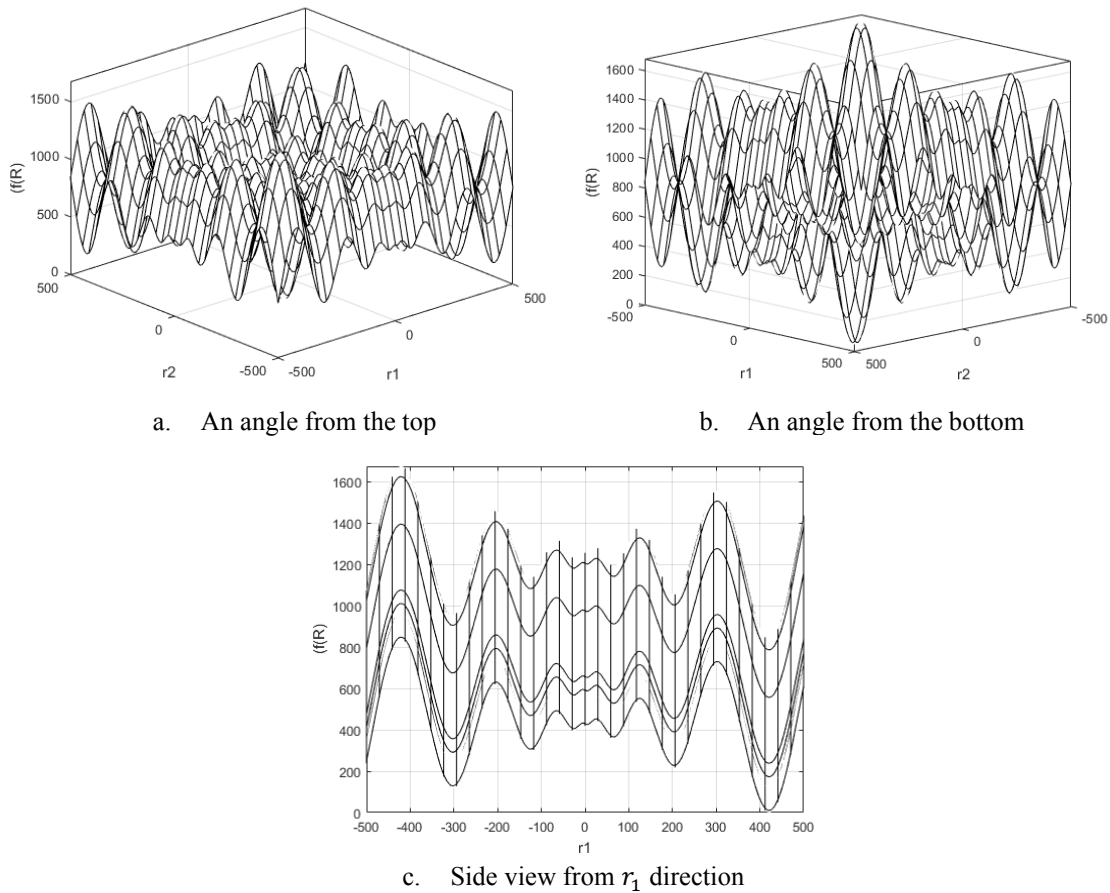 1500
1000
500
0
(f(R)
500
0
-500
r2
-500
0
500
r1
a. An angle from the top
1600
1400
1200
1000
800
600
400
200
0
(f(R)
-500
0
500
r1
500
0
-500
r2
b. An angle from the bottom
1600
1400
1200
1000
800
600
400
200
0
(f(R)
-500 -400 -300 -200 -100 0 100 200 300 400 500
r1
c. Side view from r₁ direction